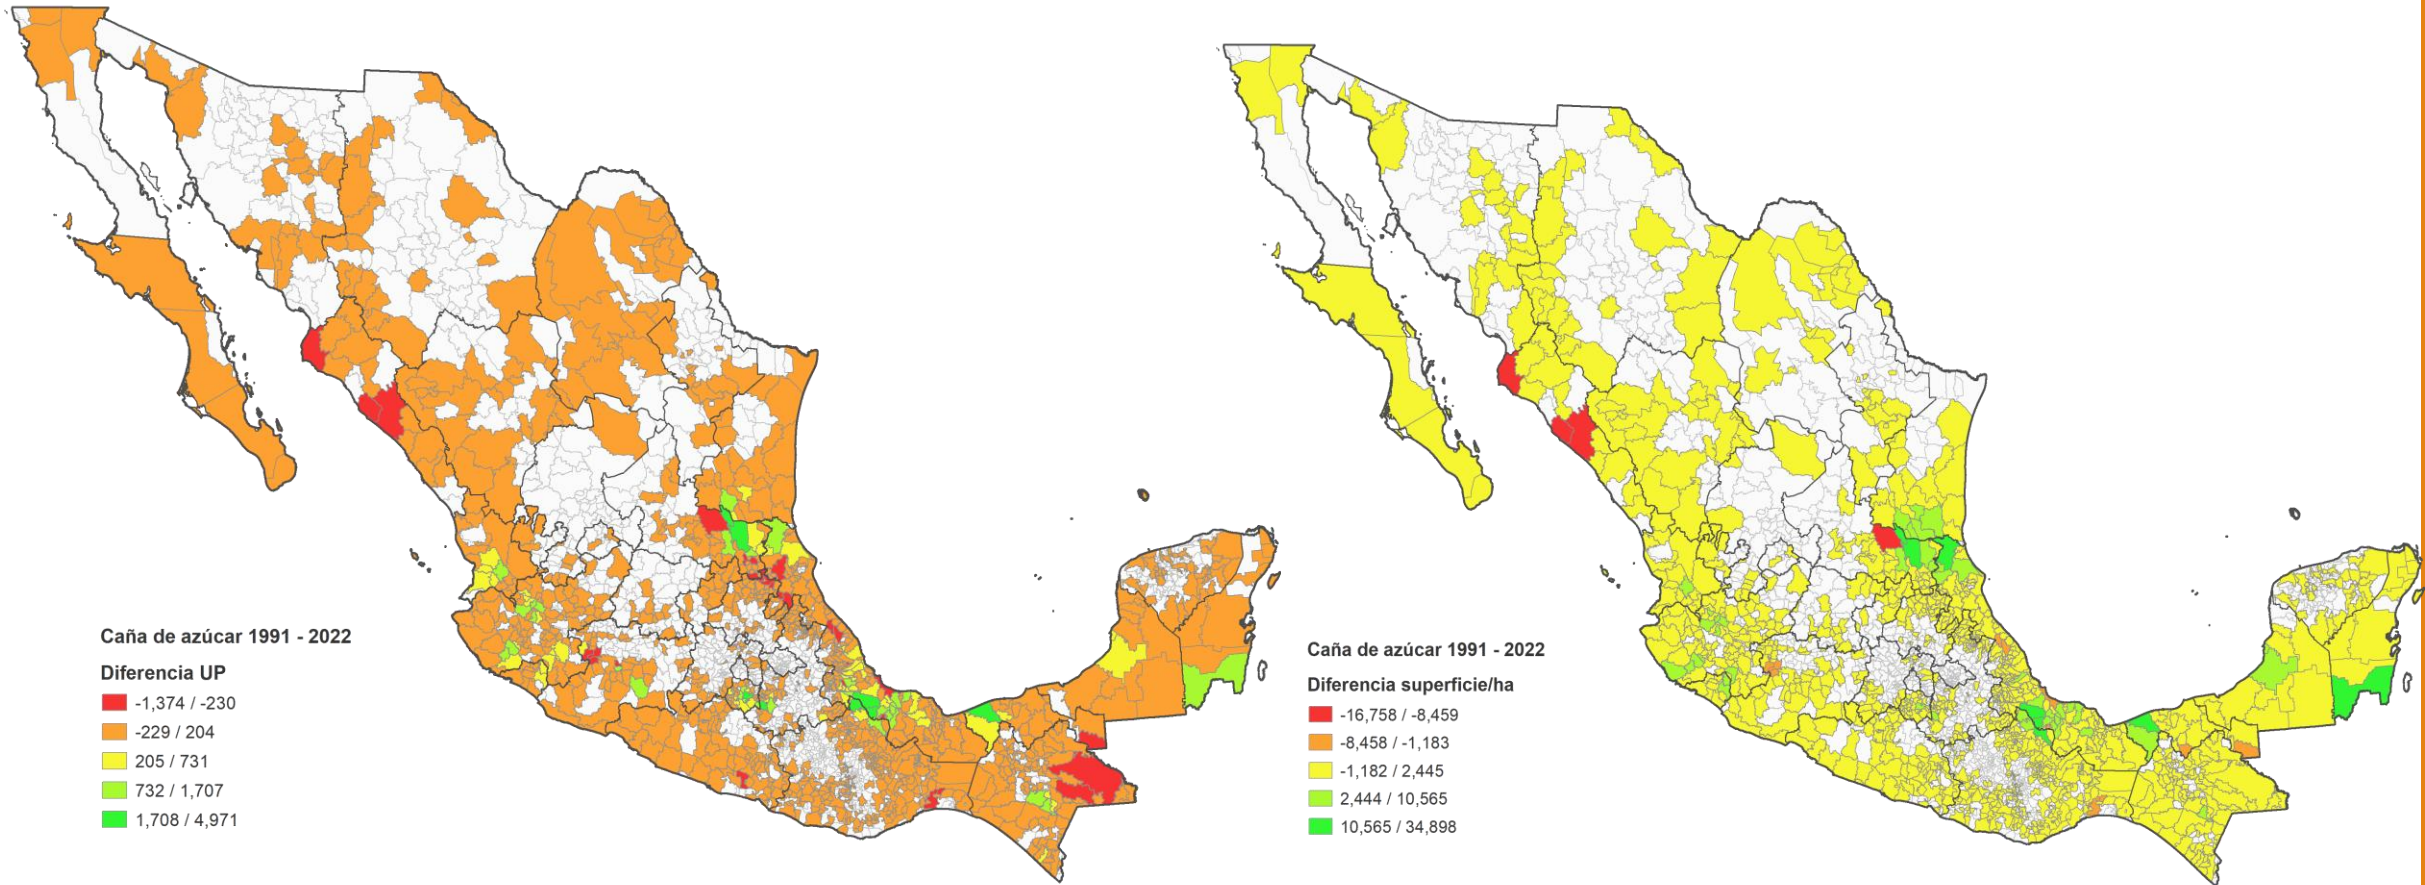 Caña de azúcar 1991 - 2022
Diferencia UP
-1,374 / -230
-229 / 204
205 / 731
732 / 1,707
1,708 / 4,971
Caña de azúcar 1991 - 2022
Diferencia superficie/ha
-16,758 / -8,459
-8,458 / -1,183
-1,182 / 2,445
2,444 / 10,565
10,565 / 34,898